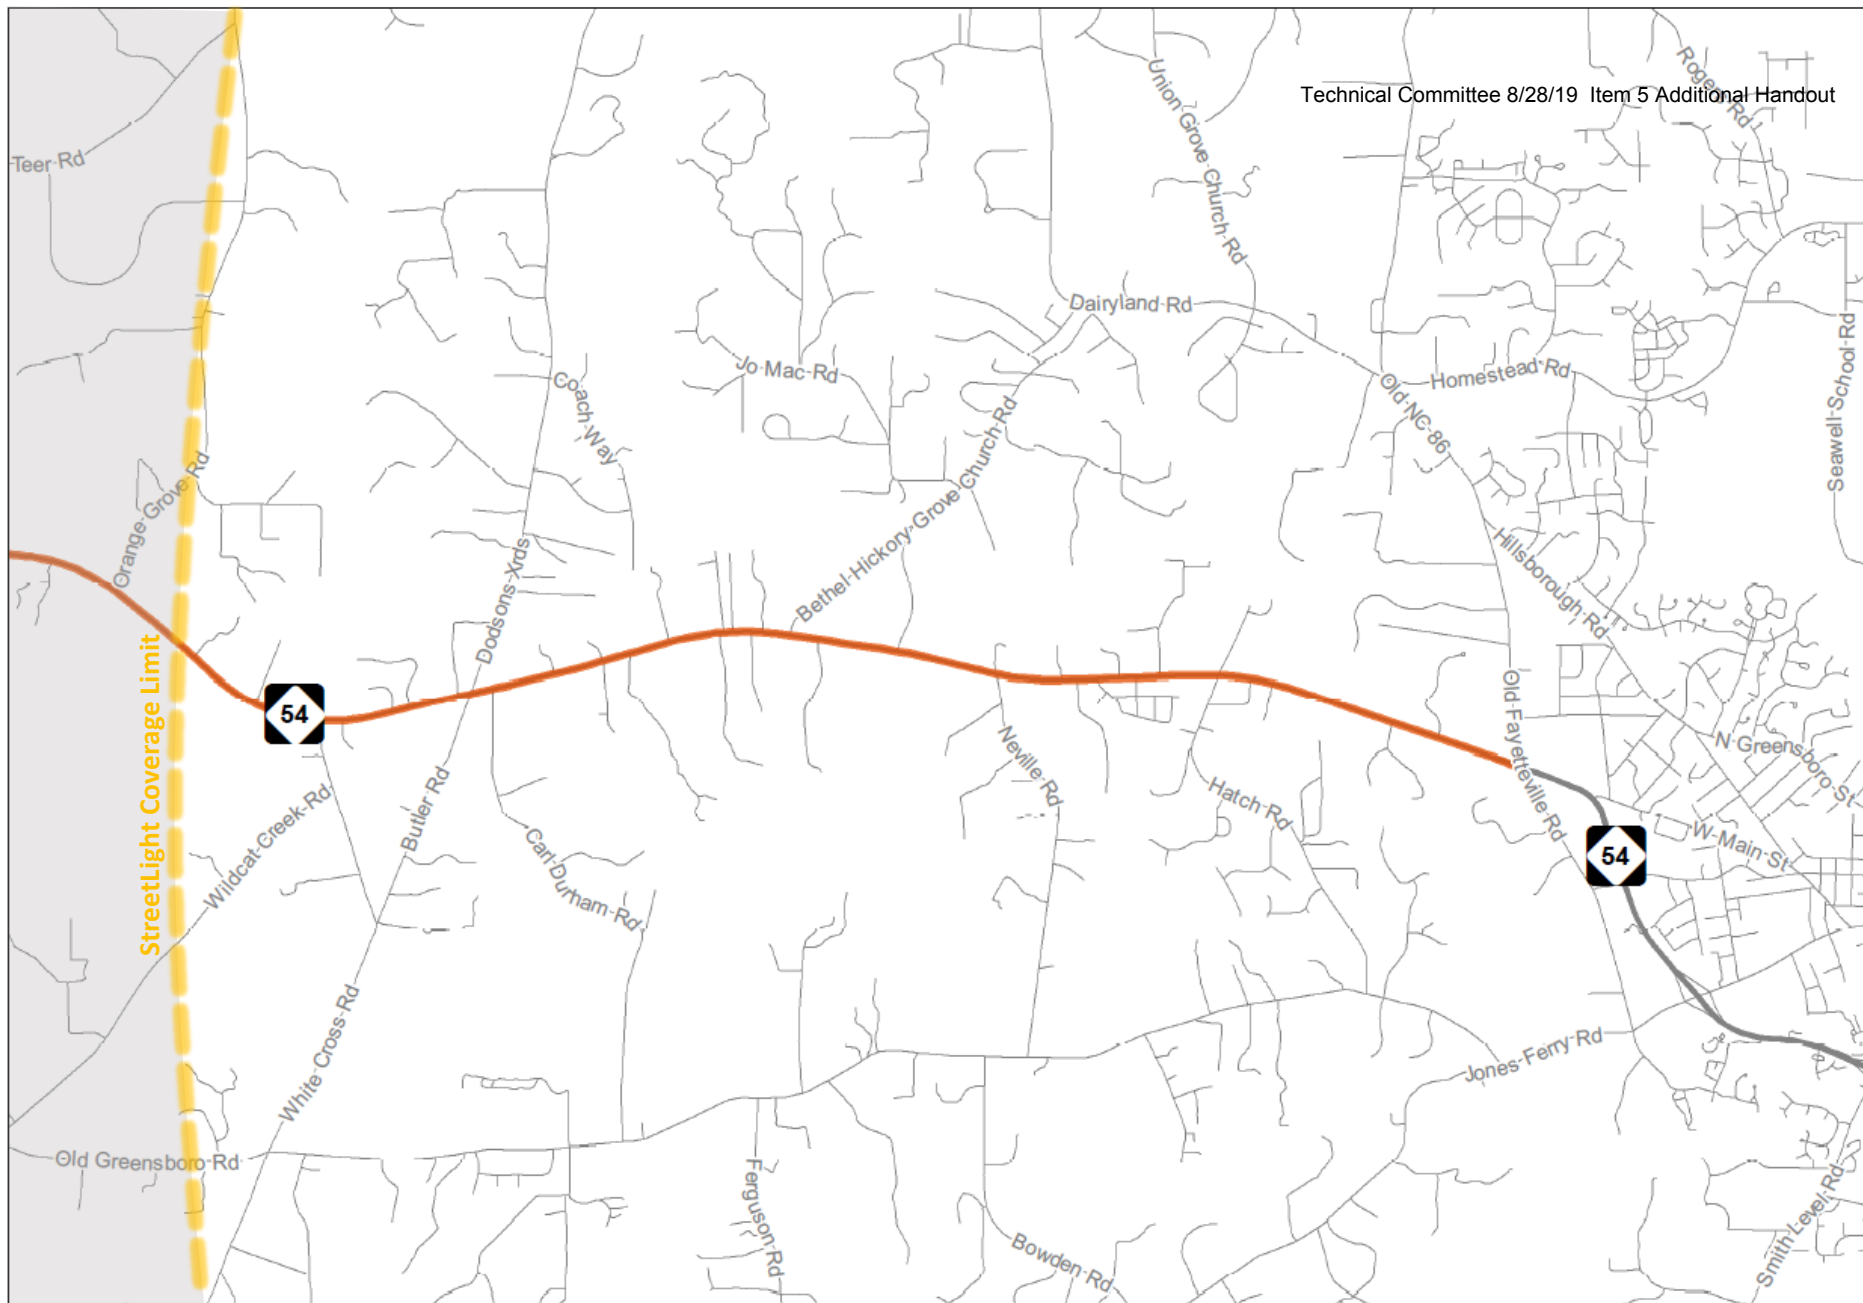 Technical Committee 8/28/19 Item 5 Additional Handout
Rogers Rd
Union Grove Church Rd
Teer Rd
Dairyland Rd
Seawell School Rd
Jo Mac Rd
Homestead Rd
Coach Way
Old NC 86
Orange Grove Rd
Bethel Hickory Grove Church Rd
Dodsons Xrds
Hillsborough Rd
StreetLight Coverage Limit
54
Old Fayetteville Rd
N Greensboro St
Neville Rd
Hatch Rd
Butler Rd
Wildcat Creek Rd
W Main St
54
Carl Durham Rd
White Cross Rd
Jones Ferry Rd
Old Greensboro Rd
Ferguson Rd
Bowden Rd
Smith Level Rd